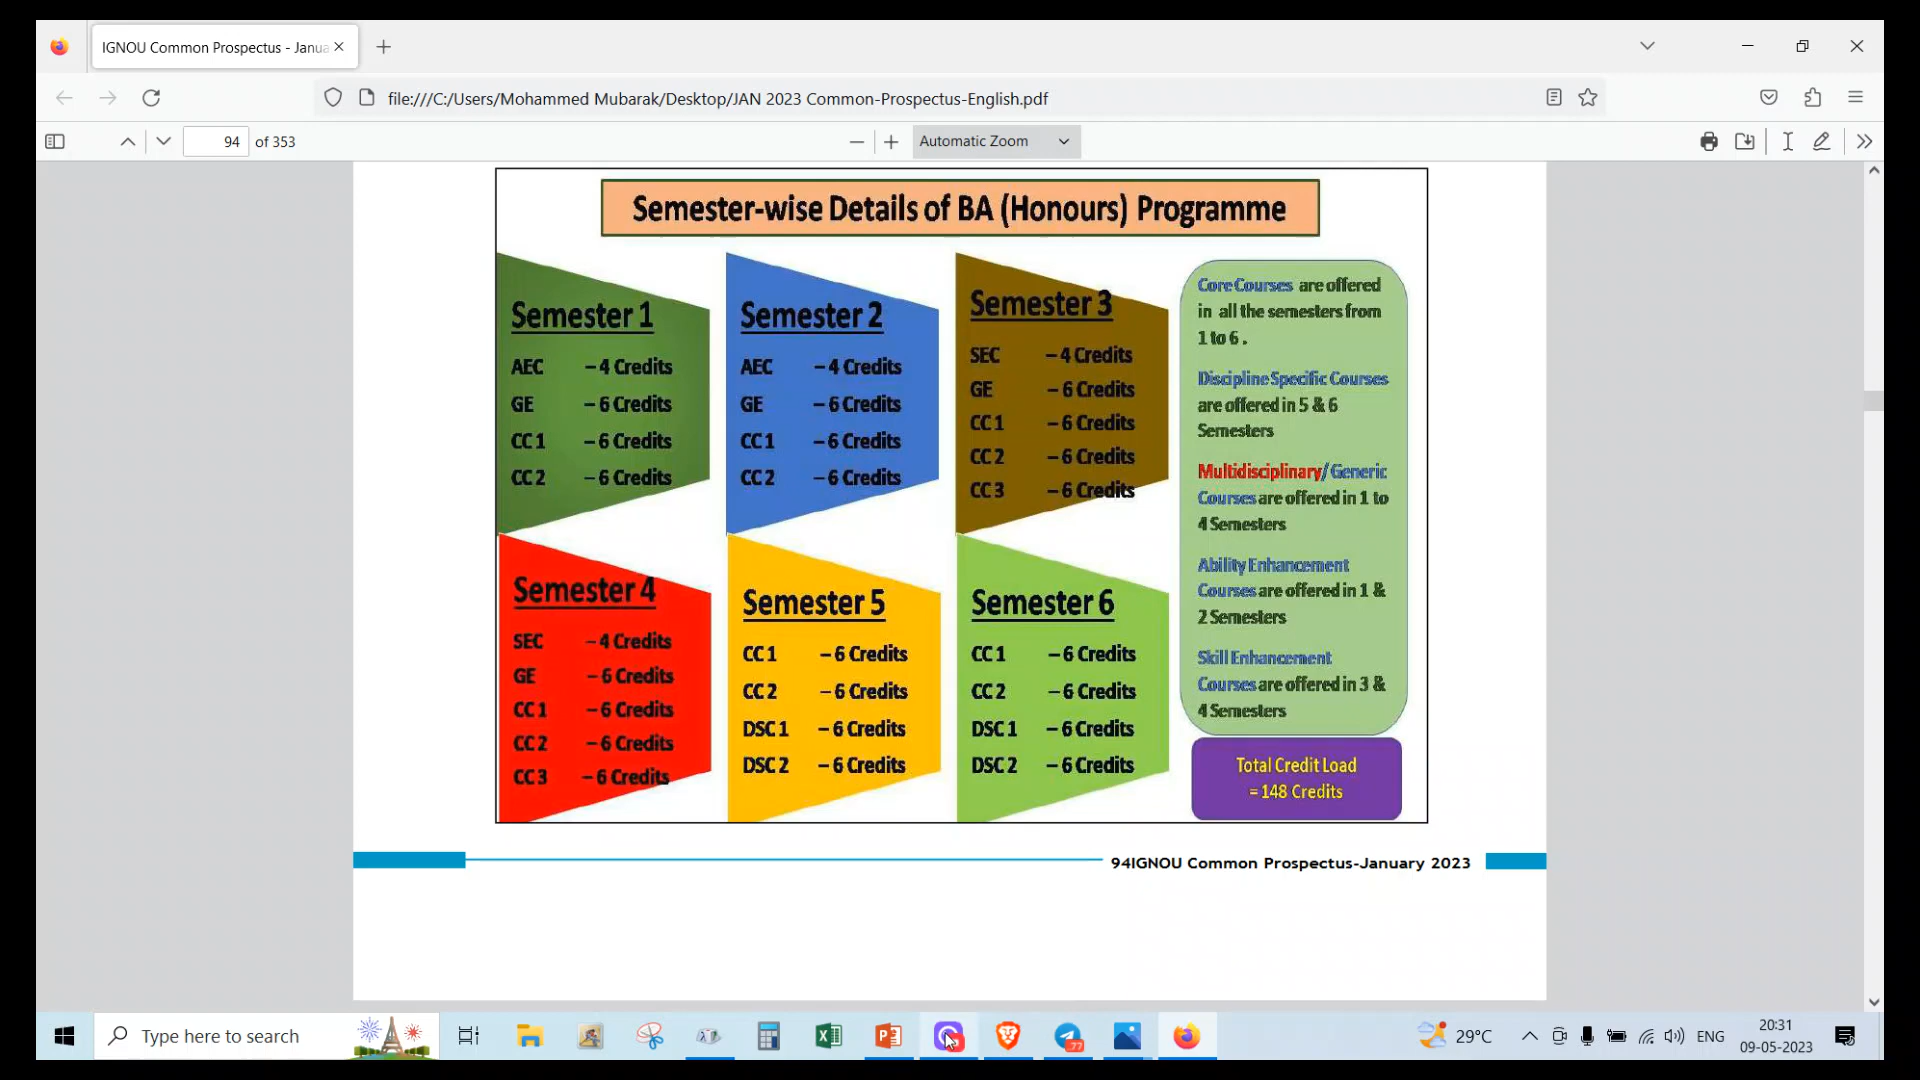 IGNOU Common Prospectus - Janua
file:///C:/Users/Mohammed Mubarak/Desktop/JAN 2023 Common-Prospectus-English.pdf
94 of 353
Automatic Zoom
Semester-wise Details of BA (Honours) Programme
Semester 1
AEC – 4 Credits
GE – 6 Credits
CC 1 – 6 Credits
CC 2 – 6 Credits
Semester 2
AEC – 4 Credits
GE – 6 Credits
CC 1 – 6 Credits
CC 2 – 6 Credits
Semester 3
SEC – 4 Credits
GE – 6 Credits
CC 1 – 6 Credits
CC 2 – 6 Credits
CC 3 – 6 Credits
Semester 4
SEC – 4 Credits
GE – 6 Credits
CC 1 – 6 Credits
CC 2 – 6 Credits
CC 3 – 6 Credits
Semester 5
CC 1 – 6 Credits
CC 2 – 6 Credits
DSC 1 – 6 Credits
DSC 2 – 6 Credits
Semester 6
CC 1 – 6 Credits
CC 2 – 6 Credits
DSC 1 – 6 Credits
DSC 2 – 6 Credits
Core Courses are offered
in all the semesters from
1 to 6 .
Discipline Specific Courses
are offered in 5 & 6
Semesters
Multidisciplinary/ Generic
Courses are offered in 1 to
4 Semesters
Ability Enhancement
Courses are offered in 1 &
2 Semesters
Skill Enhancement
Courses are offered in 3 &
4 Semesters
Total Credit Load
= 148 Credits
94IGNOU Common Prospectus-January 2023
Type here to search
77
29°C
ENG
20:31
09-05-2023